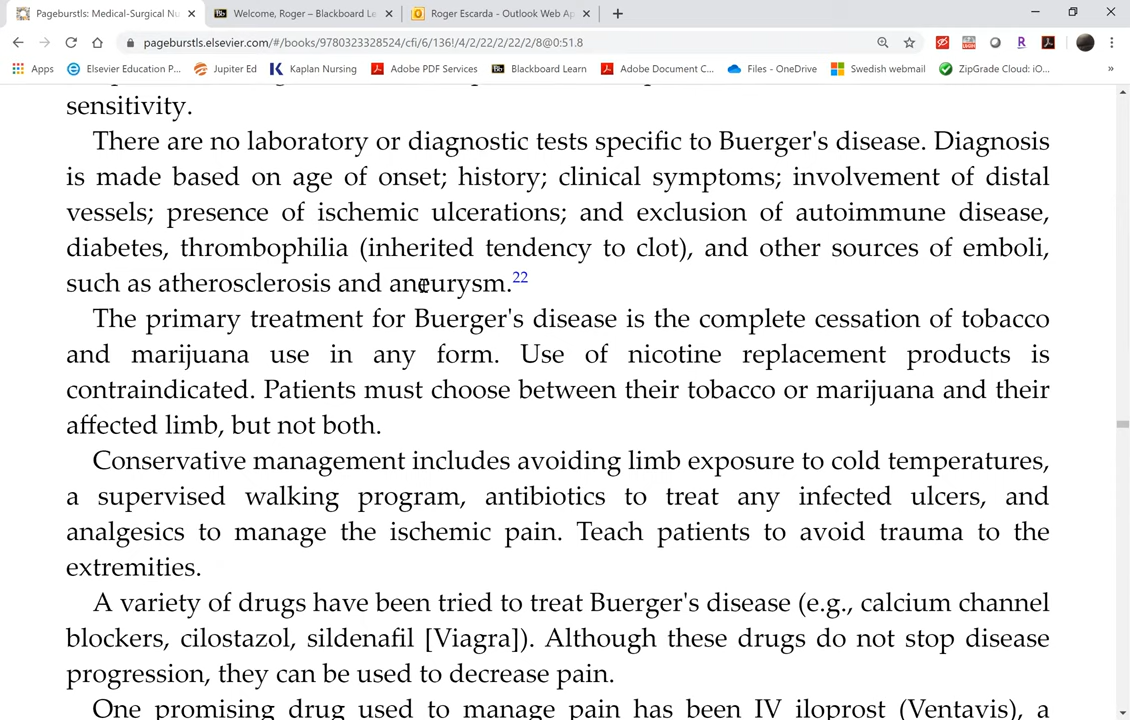 Pageburstls: Medical-Surgical Nu
Welcome, Roger – Blackboard Le
Roger Escarda - Outlook Web Ap
pageburstls.elsevier.com/#/books/9780323328524/cfi/6/136!/4/2/22/2/22/2/8@0:51.8
Apps
Elsevier Education P...
Jupiter Ed
Kaplan Nursing
Adobe PDF Services
Blackboard Learn
Adobe Document C...
Files - OneDrive
Swedish webmail
ZipGrade Cloud: iO...
sensitivity.
There are no laboratory or diagnostic tests specific to Buerger's disease. Diagnosis
is made based on age of onset; history; clinical symptoms; involvement of distal
vessels; presence of ischemic ulcerations; and exclusion of autoimmune disease,
diabetes, thrombophilia (inherited tendency to clot), and other sources of emboli,
such as atherosclerosis and aneurysm.22
The primary treatment for Buerger's disease is the complete cessation of tobacco
and marijuana use in any form. Use of nicotine replacement products is
contraindicated. Patients must choose between their tobacco or marijuana and their
affected limb, but not both.
Conservative management includes avoiding limb exposure to cold temperatures,
a supervised walking program, antibiotics to treat any infected ulcers, and
analgesics to manage the ischemic pain. Teach patients to avoid trauma to the
extremities.
A variety of drugs have been tried to treat Buerger's disease (e.g., calcium channel
blockers, cilostazol, sildenafil [Viagra]). Although these drugs do not stop disease
progression, they can be used to decrease pain.
One promising drug used to manage pain has been IV iloprost (Ventavis), a